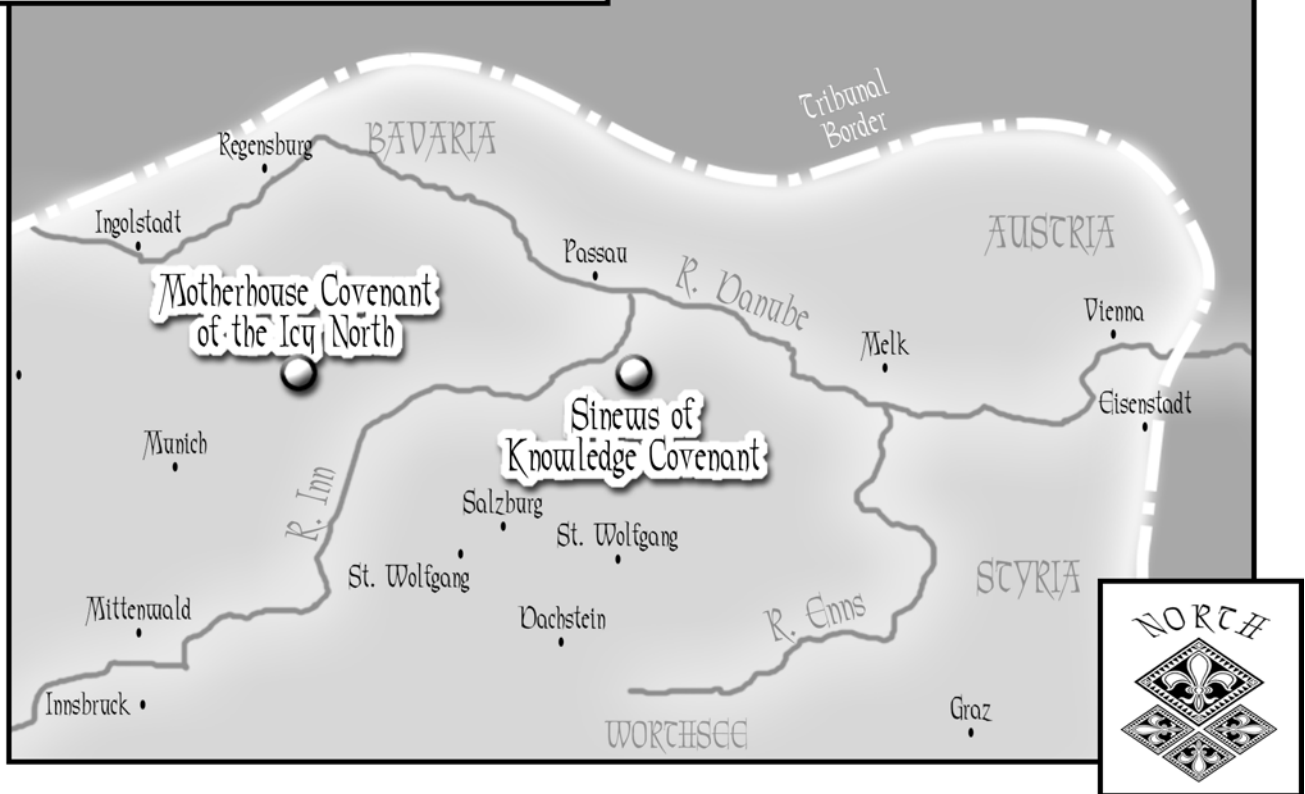 Tribunal
Border
BAVARIA
Regensburg
Ingolstadt
AUSTRIA
Passau
R. Danube
Motherhouse Covenant
of the Icy North
Vienna
Melk
Eisenstadt
Sinews of
Knowledge Covenant
Munich
R. Inn
Salzburg
St. Wolfgang
St. Wolfgang
STYRIA
Mittenwald
Dachstein
R. Enns
Innsbruck
WORTHSEE
Graz
NORTH